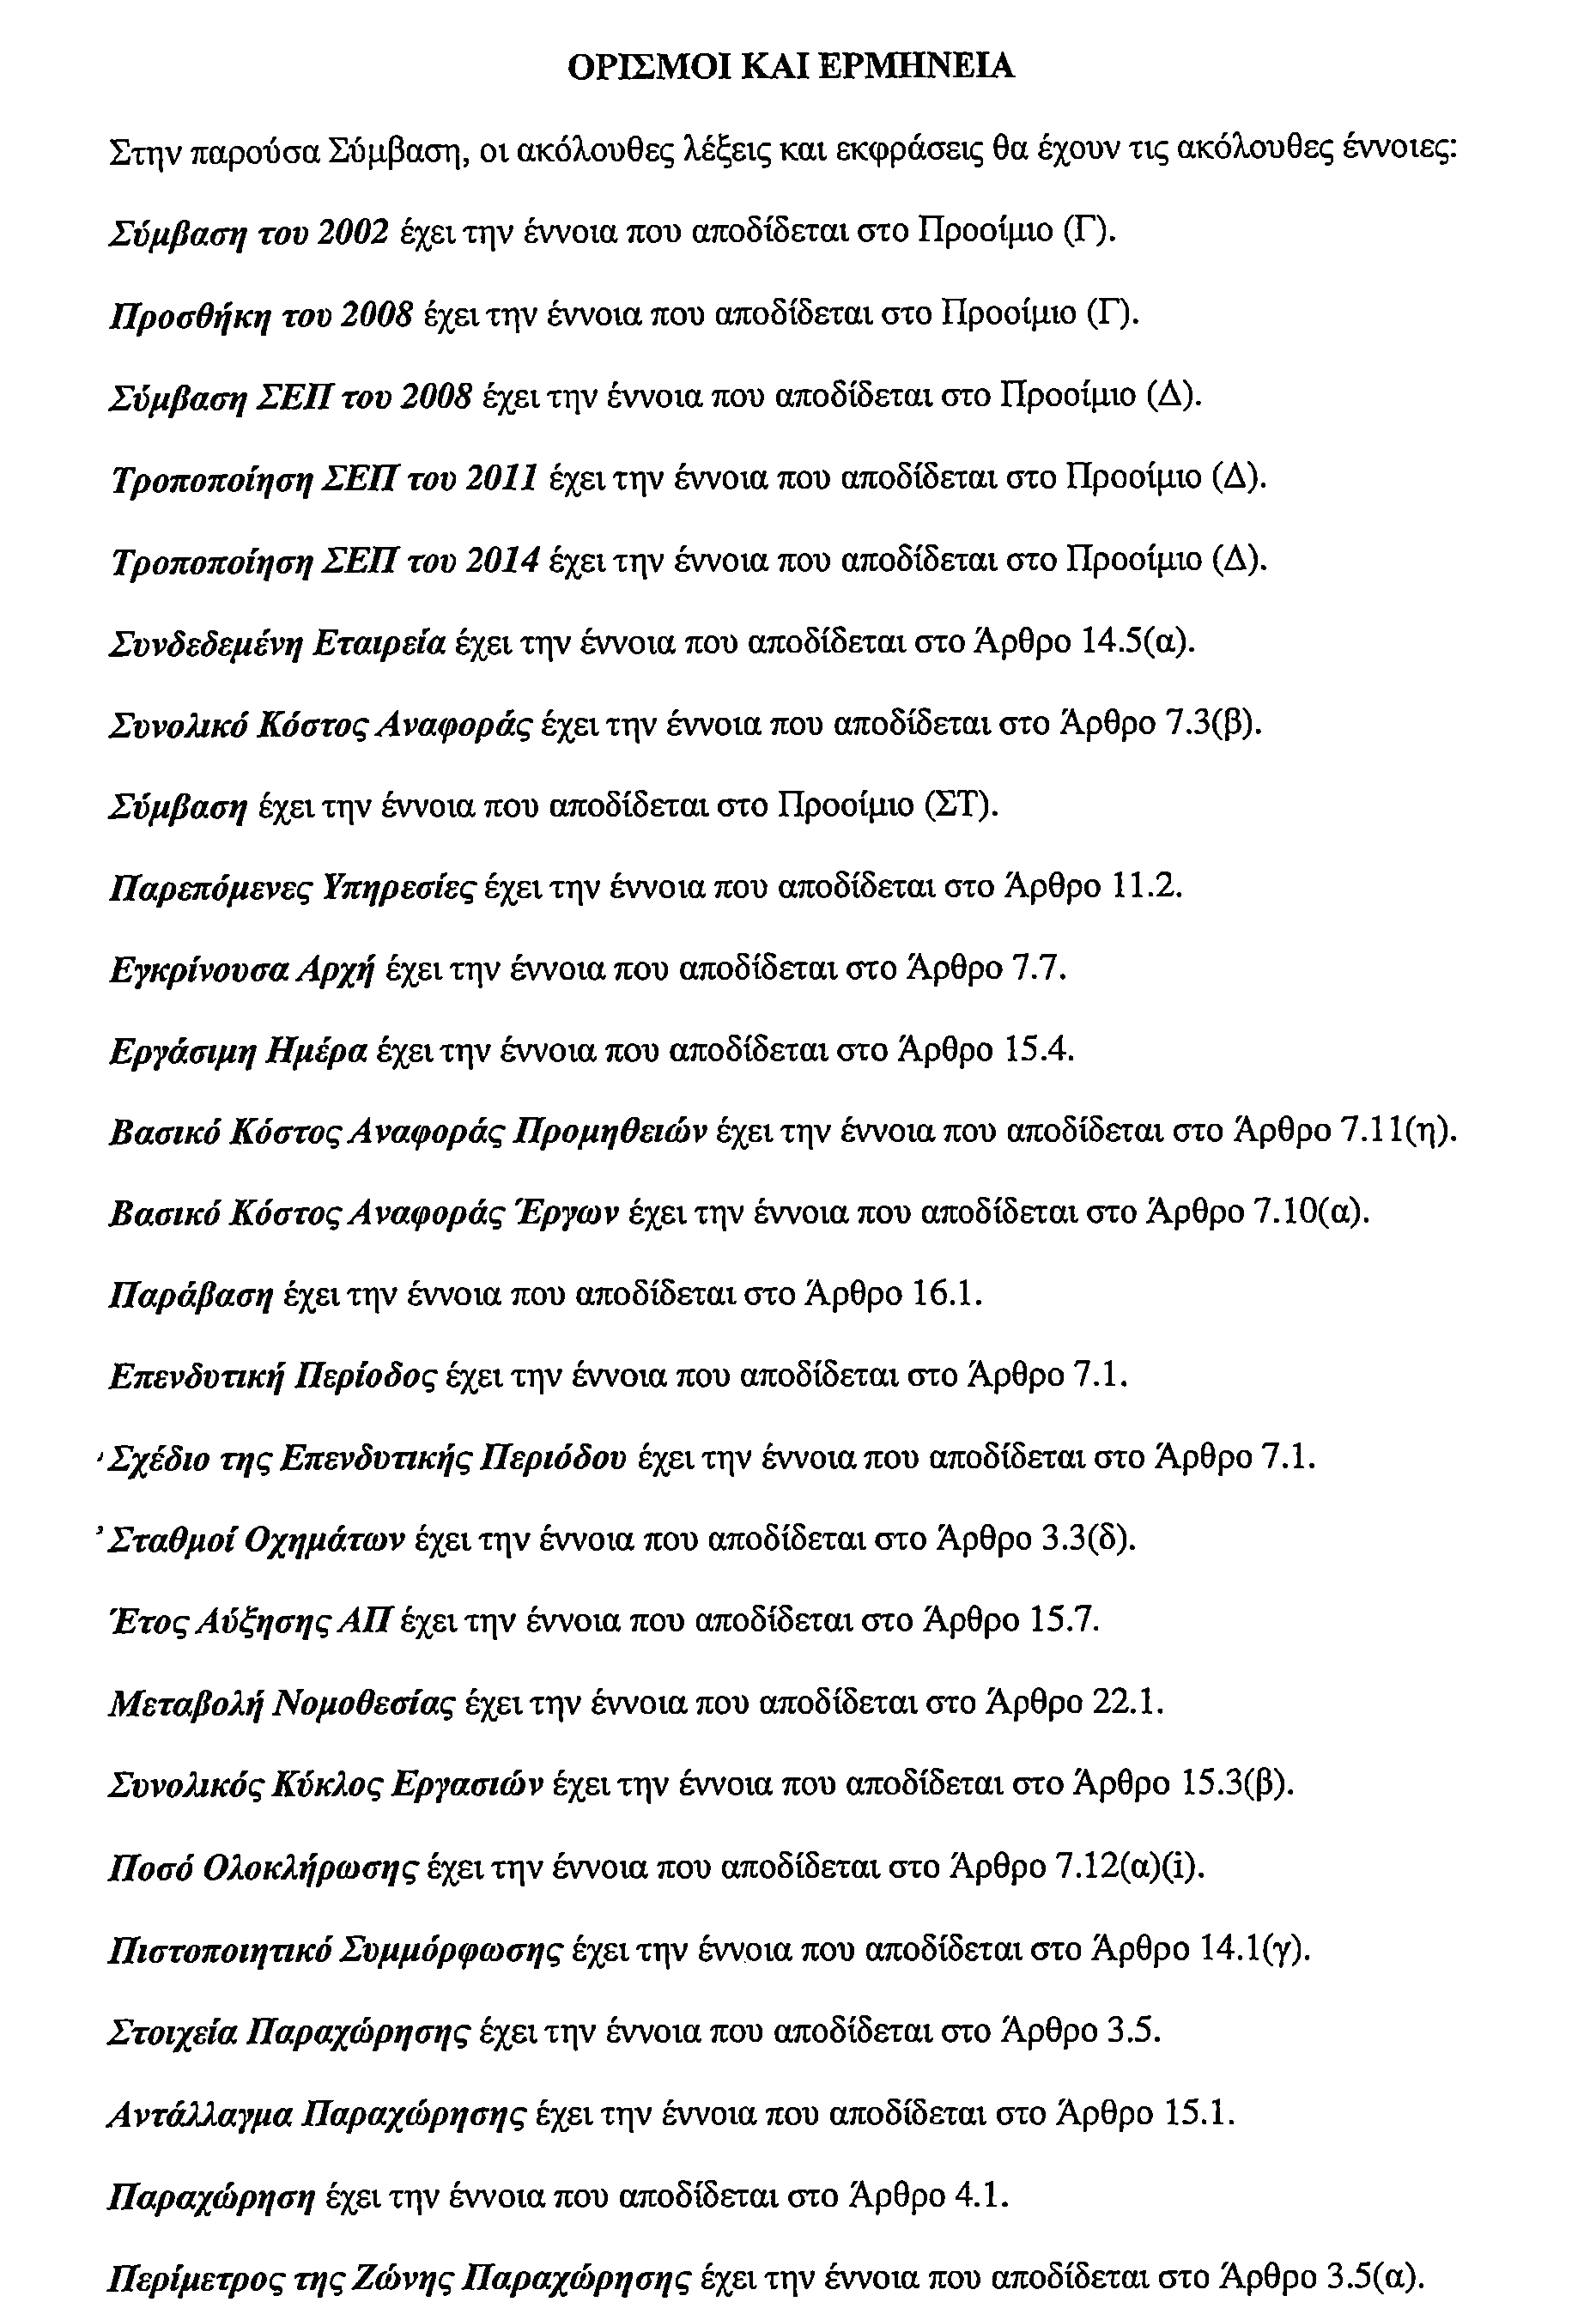 ΟΡΙΣΜΟΙ ΚΑΙ ΕΡΜΗΝΕΙΑ
Στην παρούσα Σύμβαση, οι ακόλουθες λέξεις και εκφράσεις θα έχουν τις ακόλουθες έννοιες:
Σύμβαση του 2002 έχει την έννοια που αποδίδεται στο Προοίμιο (Γ).
Προσθήκη του 2008 έχει την έννοια που αποδίδεται στο Προοίμιο (Γ).
Σύμβαση ΣΕΠ του 2008 έχει την έννοια που αποδίδεται στο Προοίμιο (Δ).
Τροποποίηση ΣΕΠ του 2011 έχει την έννοια που αποδίδεται στο Προοίμιο (Δ).
Τροποποίηση ΣΕΠ του 2014 έχει την έννοια που αποδίδεται στο Προοίμιο (Δ).
Συνδεδεμένη Εταιρεία έχει την έννοια που αποδίδεται στο Άρθρο 14.5(α).
Συνολικό Κόστος Αναφοράς έχει την έννοια που αποδίδεται στο Άρθρο 7.3(β).
Σύμβαση έχει την έννοια που αποδίδεται στο Προοίμιο (ΣΤ).
Παρεπόμενες Υπηρεσίες έχει την έννοια που αποδίδεται στο Άρθρο 11.2.
Εγκρίνουσα Αρχή έχει την έννοια που αποδίδεται στο Άρθρο 7.7.
Εργάσιμη Ημέρα έχει την έννοια που αποδίδεται στο Άρθρο 15.4.
Βασικό Κόστος Αναφοράς Προμηθειών έχει την έννοια που αποδίδεται στο Άρθρο 7.11(η).
Βασικό Κόστος Αναφοράς Έργων έχει την έννοια που αποδίδεται στο Άρθρο 7.10(α).
Παράβαση έχει την έννοια που αποδίδεται στο Άρθρο 16.1.
Επενδυτική Περίοδος έχει την έννοια που αποδίδεται στο Άρθρο 7.1.
Σχέδιο της Επενδυτικής Περιόδου έχει την έννοια που αποδίδεται στο Άρθρο 7.1.
Σταθμοί Οχημάτων έχει την έννοια που αποδίδεται στο Άρθρο 3.3(δ).
Έτος Αύξησης ΑΠ έχει την έννοια που αποδίδεται στο Άρθρο 15.7.
Μεταβολή Νομοθεσίας έχει την έννοια που αποδίδεται στο Άρθρο 22.1.
Συνολικός Κύκλος Εργασιών έχει την έννοια που αποδίδεται στο Άρθρο 15.3(β).
Ποσό Ολοκλήρωσης έχει την έννοια που αποδίδεται στο Άρθρο 7.12(α)(i).
Πιστοποιητικό Συμμόρφωσης έχει την έννοια που αποδίδεται στο Άρθρο 14.1(γ).
Στοιχεία Παραχώρησης έχει την έννοια που αποδίδεται στο Άρθρο 3.5.
Αντάλλαγμα Παραχώρησης έχει την έννοια που αποδίδεται στο Άρθρο 15.1.
Παραχώρηση έχει την έννοια που αποδίδεται στο Άρθρο 4.1.
Περίμετρος της Ζώνης Παραχώρησης έχει την έννοια που αποδίδεται στο Άρθρο 3.5(α).